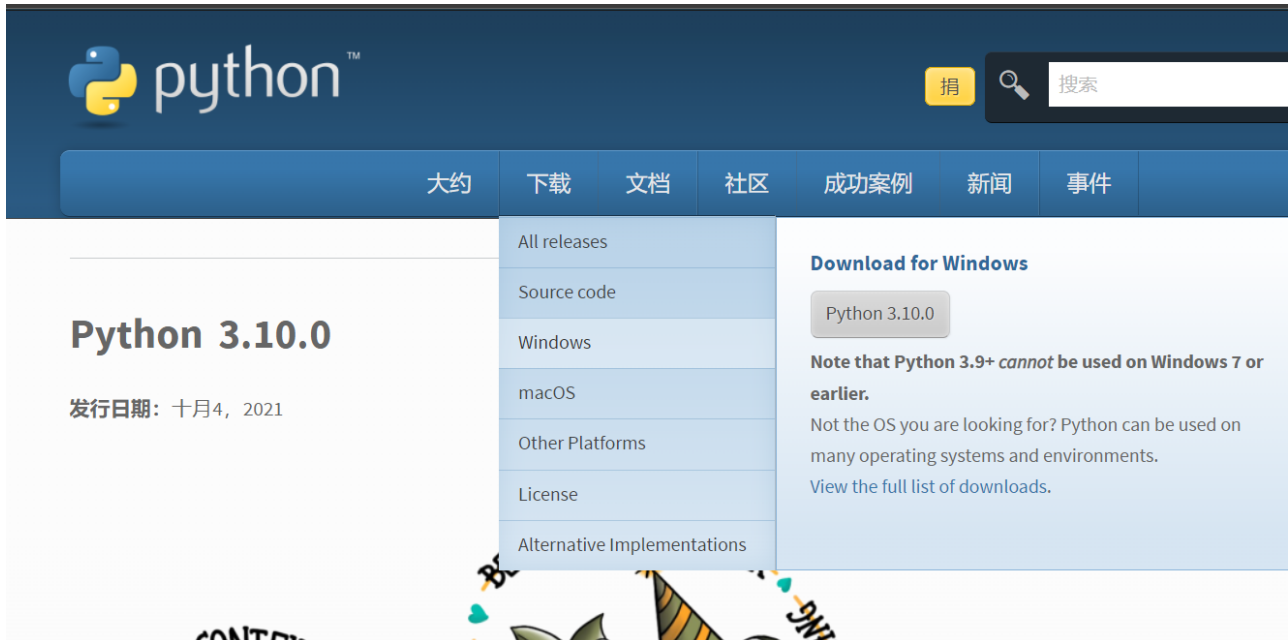 python™
捐
搜索
大约 下载 文档 社区 成功案例 新闻 事件
All releases
Source code
Windows
macOS
Other Platforms
License
Alternative Implementations
Download for Windows
Python 3.10.0
Note that Python 3.9+ cannot be used on Windows 7 or
earlier.
Not the OS you are looking for? Python can be used on
many operating systems and environments.
View the full list of downloads.
Python 3.10.0
发行日期：十月4，2021